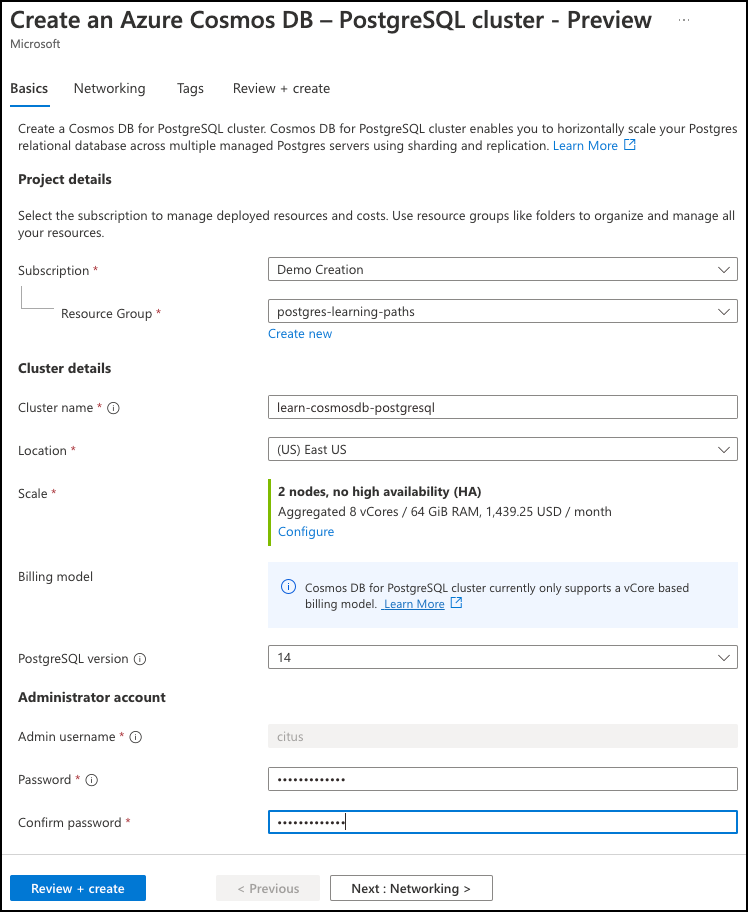 Create an Azure Cosmos DB – PostgreSQL cluster - Preview ...
Microsoft
Basics Networking Tags Review + create
Create a Cosmos DB for PostgreSQL cluster. Cosmos DB for PostgreSQL cluster enables you to horizontally scale your Postgres
relational database across multiple managed Postgres servers using sharding and replication. Learn More
Project details
Select the subscription to manage deployed resources and costs. Use resource groups like folders to organize and manage all
your resources.
Subscription * Demo Creation
Resource Group * postgres-learning-paths
Create new
Cluster details
Cluster name * learn-cosmosdb-postgresql
Location * (US) East US
Scale * 2 nodes, no high availability (HA)
Aggregated 8 vCores / 64 GiB RAM, 1,439.25 USD / month
Configure
Billing model Cosmos DB for PostgreSQL cluster currently only supports a vCore based
billing model. Learn More
PostgreSQL version 14
Administrator account
Admin username * citus
Password * •••••••••••••
Confirm password * •••••••••••••
Review + create < Previous Next : Networking >